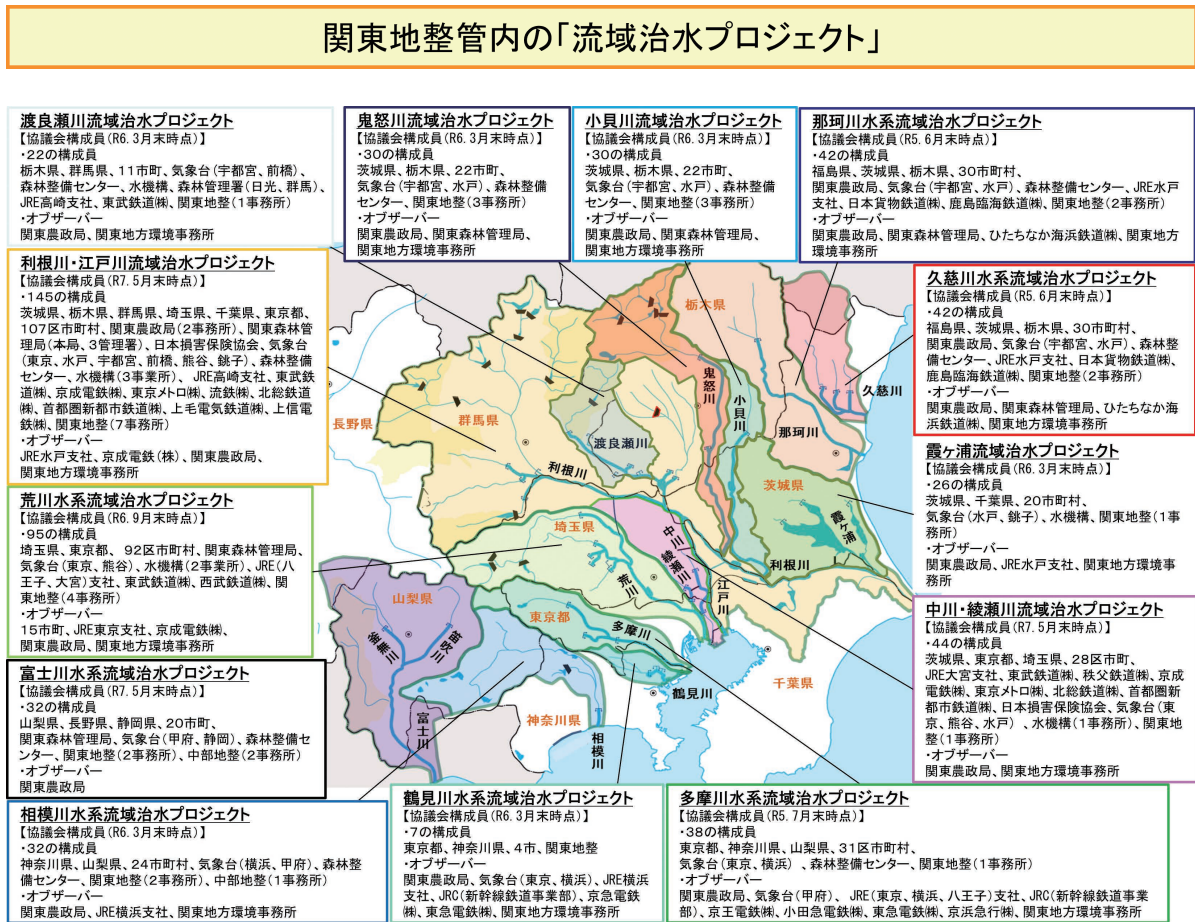 関東地整管内の「流域治水プロジェクト」
渡良瀬川流域治水プロジェクト
【協議会構成員(R6.3月末時点)】
・22の構成員
栃木県、群馬県、11市町、気象台(宇都宮、前橋)、
森林整備センター、水機構、森林管理署(日光、群馬)、
JRE高崎支社、東武鉄道㈱、関東地整(1事務所)
・オブザーバー
関東農政局、関東地方環境事務所
鬼怒川流域治水プロジェクト
【協議会構成員(R6.3月末時点)】
・30の構成員
茨城県、栃木県、22市町、
気象台(宇都宮、水戸)、森林整備
センター、関東地整(3事務所)
・オブザーバー
関東農政局、関東森林管理局、
関東地方環境事務所
小貝川流域治水プロジェクト
【協議会構成員(R6.3月末時点)】
・30の構成員
茨城県、栃木県、22市町、
気象台(宇都宮、水戸)、森林整備
センター、関東地整(3事務所)
・オブザーバー
関東農政局、関東森林管理局、
関東地方環境事務所
那珂川水系流域治水プロジェクト
【協議会構成員(R5.6月末時点)】
・42の構成員
福島県、茨城県、栃木県、30市町村、
関東農政局、気象台(宇都宮、水戸)、森林整備センター、JRE水戸
支社、日本貨物鉄道㈱、鹿島臨海鉄道㈱、関東地整(2事務所)
・オブザーバー
関東農政局、関東森林管理局、ひたちなか海浜鉄道㈱、関東地方
環境事務所
利根川・江戸川流域治水プロジェクト
【協議会構成員(R7.5月末時点)】
・145の構成員
茨城県、栃木県、群馬県、埼玉県、千葉県、東京都、
107区市町村、関東農政局(2事務所)、関東森林管
理局(本局、3管理署)、日本損害保険協会、気象台
(東京、水戸、宇都宮、前橋、熊谷、銚子)、森林整備
センター、水機構(3事業所)、 JRE高崎支社、東武鉄
道㈱、京成電鉄㈱、東京メトロ㈱、流鉄㈱、北総鉄道
㈱、首都圏新都市鉄道㈱、上毛電気鉄道㈱、上信電
鉄㈱、関東地整(7事務所)
・オブザーバー
JRE水戸支社、京成電鉄(株)、関東農政局、
関東地方環境事務所
久慈川水系流域治水プロジェクト
【協議会構成員(R5.6月末時点)】
・42の構成員
福島県、茨城県、栃木県、30市町村、
関東農政局、気象台(宇都宮、水戸)、森林整
備センター、JRE水戸支社、日本貨物鉄道㈱、
鹿島臨海鉄道㈱、関東地整(2事務所)
・オブザーバー
関東農政局、関東森林管理局、ひたちなか海
浜鉄道㈱、関東地方環境事務所
霞ヶ浦流域治水プロジェクト
【協議会構成員(R6.3月末時点)】
・26の構成員
茨城県、千葉県、20市町村、
気象台(水戸、銚子)、水機構、関東地整(1事
務所)
・オブザーバー
関東農政局、JRE水戸支社、関東地方環境事
務所
荒川水系流域治水プロジェクト
【協議会構成員(R6.9月末時点)】
・95の構成員
埼玉県、東京都、 92区市町村、関東森林管理局、
気象台(東京、熊谷)、水機構(2事業所)、JRE(八
王子、大宮)支社、東武鉄道㈱、西武鉄道㈱、関
東地整(4事務所)
・オブザーバー
15市町、JRE東京支社、京成電鉄㈱、
関東農政局、関東地方環境事務所
中川・綾瀬川流域治水プロジェクト
【協議会構成員(R7.5月末時点)】
・44の構成員
茨城県、東京都、埼玉県、28区市町、
JRE大宮支社、東武鉄道㈱、秩父鉄道㈱、京成
電鉄㈱、東京メトロ㈱、北総鉄道㈱、首都圏新
都市鉄道㈱、日本損害保険協会、気象台(東
京、熊谷、水戸) 、水機構(1事務所)、関東地
整(1事務所)
・オブザーバー
関東農政局、関東地方環境事務所
富士川水系流域治水プロジェクト
【協議会構成員(R7.5月末時点)】
・32の構成員
山梨県、長野県、静岡県、20市町、
関東森林管理局、気象台(甲府、静岡)、森林整備セ
ンター、関東地整(2事務所)、中部地整(2事務所)
・オブザーバー
関東農政局
相模川水系流域治水プロジェクト
【協議会構成員(R6.3月末時点)】
・32の構成員
神奈川県、山梨県、24市町村、気象台(横浜、甲府)、森林整
備センター、関東地整(2事務所)、中部地整(1事務所)
・オブザーバー
関東農政局、JRE横浜支社、関東地方環境事務所
鶴見川水系流域治水プロジェクト
【協議会構成員(R6.3月末時点)】
・7の構成員
東京都、神奈川県、4市、関東地整
・オブザーバー
関東農政局、気象台(東京、横浜)、JRE横浜
支社、JRC(新幹線鉄道事業部)、京急電鉄
㈱、東急電鉄㈱、関東地方環境事務所
多摩川水系流域治水プロジェクト
【協議会構成員(R5.7月末時点)】
・38の構成員
東京都、神奈川県、山梨県、31区市町村、
気象台(東京、横浜) 、森林整備センター、関東地整(1事務所)
・オブザーバー
関東農政局、気象台(甲府)、 JRE(東京、横浜、八王子)支社、JRC(新幹線鉄道事業
部)、京王電鉄㈱、小田急電鉄㈱、東急電鉄㈱、京浜急行㈱、関東地方環境事務所
栃木県
鬼怒川
小貝川
久慈川
那珂川
長野県
群馬県
渡良瀬川
利根川
茨城県
霞ヶ浦
埼玉県
中川
綾瀬川
荒川
江戸川
利根川
山梨県
釜無川
笛吹川
東京都
多摩川
千葉県
鶴見川
神奈川県
富士川
相模川